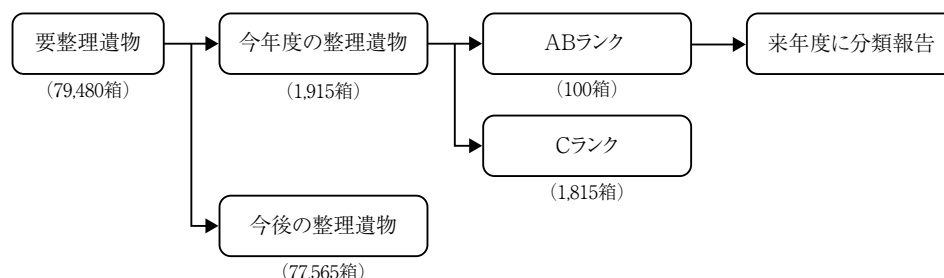 要整理遺物
(79,480箱)
今年度の整理遺物
(1,915箱)
ABランク
(100箱)
来年度に分類報告
Cランク
(1,815箱)
今後の整理遺物
(77,565箱)